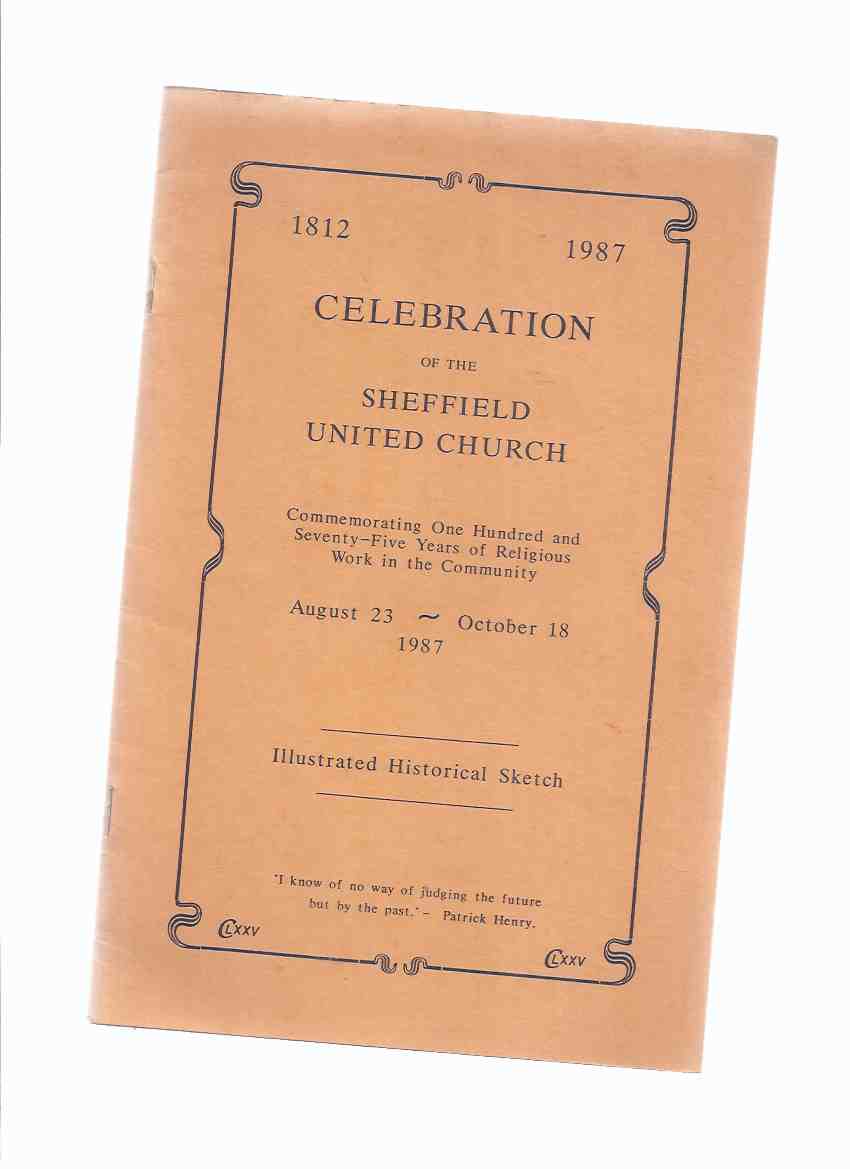 1812
1987
CELEBRATION
OF THE
SHEFFIELD
UNITED CHURCH
Commemorating One Hundred and
Seventy-Five Years of Religious
Work in the Community
August 23 ~ October 18
1987
Illustrated Historical Sketch
"I know of no way of judging the future
but by the past." - Patrick Henry.
CLXXV
CLXXV